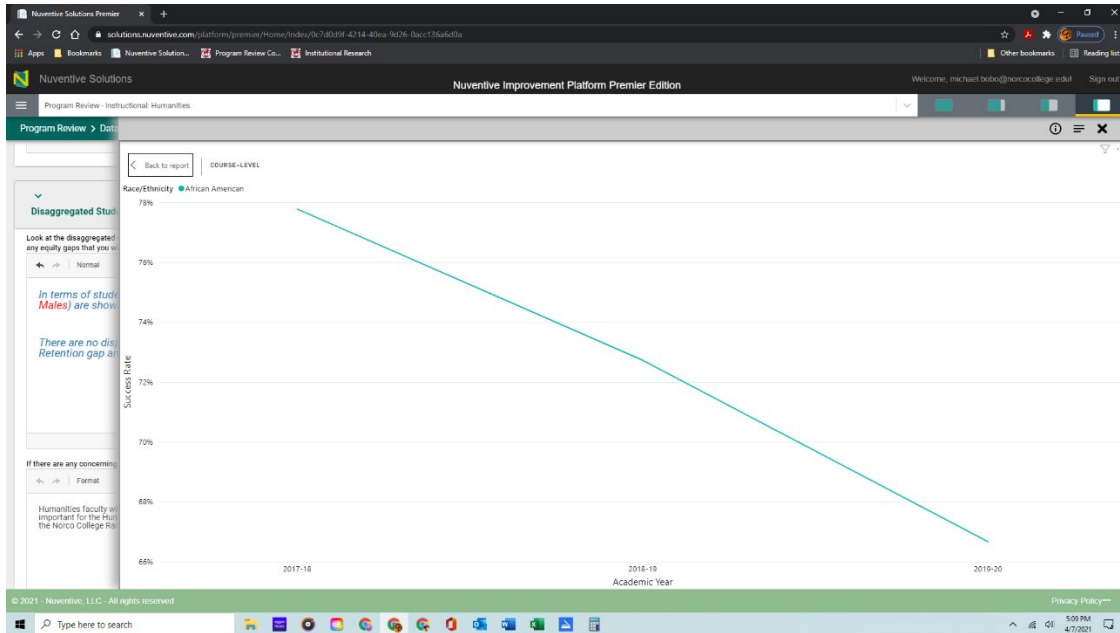 Nuventive Solutions Premier
solutions.nuventive.com/platform/premier/Home/Index/0c7d0d9f-4214-40ea-9d26-0acc136a6d0a
Paused
Apps Bookmarks Nuventive Solution... Program Review Co... Institutional Research Other bookmarks Reading list
Nuventive Solutions
Nuventive Improvement Platform Premier Edition
Welcome, michael.bobo@norcocollege.edu! Sign out
Program Review - Instructional: Humanities
Program Review > Data
Back to report
COURSE-LEVEL
Race/Ethnicity African American
Disaggregated Stud
Look at the disaggregated
any equity gaps that you w
Normal
In terms of stude
Males) are show
There are no dis
Retention gap an
If there are any concerning
Format
Humanities faculty wi
important for the Hum
the Norco College Rac
Success Rate
78%
76%
74%
72%
70%
68%
66%
2017-18 2018-19 2019-20
Academic Year
© 2021 - Nuventive, LLC - All rights reserved
Privacy Policy
Type here to search
5:09 PM
4/7/2021